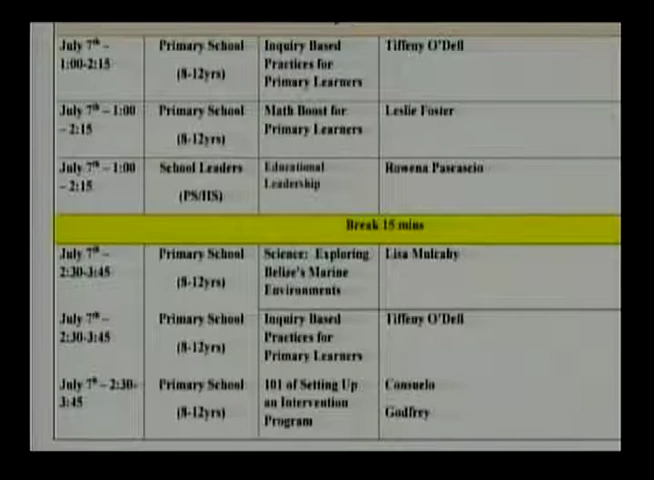 July 7th – Primary School Inquiry Based Tiffeny O'Dell
1:00-2:15 (8-12yrs) Practices for
Primary Learners
July 7th – 1:00 Primary School Math Boost for Leslie Foster
– 2:15 (8-12yrs) Primary Learners
July 7th – 1:00 School Leaders Educational Rowena Pascascio
– 2:15 (PS/HS) Leadership
Break 15 mins
July 7th – Primary School Science: Exploring Lisa Mulcahy
2:30-3:45 (8-12yrs) Belize's Marine
Environments
July 7th – Primary School Inquiry Based Tiffeny O'Dell
2:30-3:45 (8-12yrs) Practices for
Primary Learners
July 7th – 2:30- Primary School 101 of Setting Up Consuelo
3:45 (8-12yrs) an Intervention Godfrey
Program